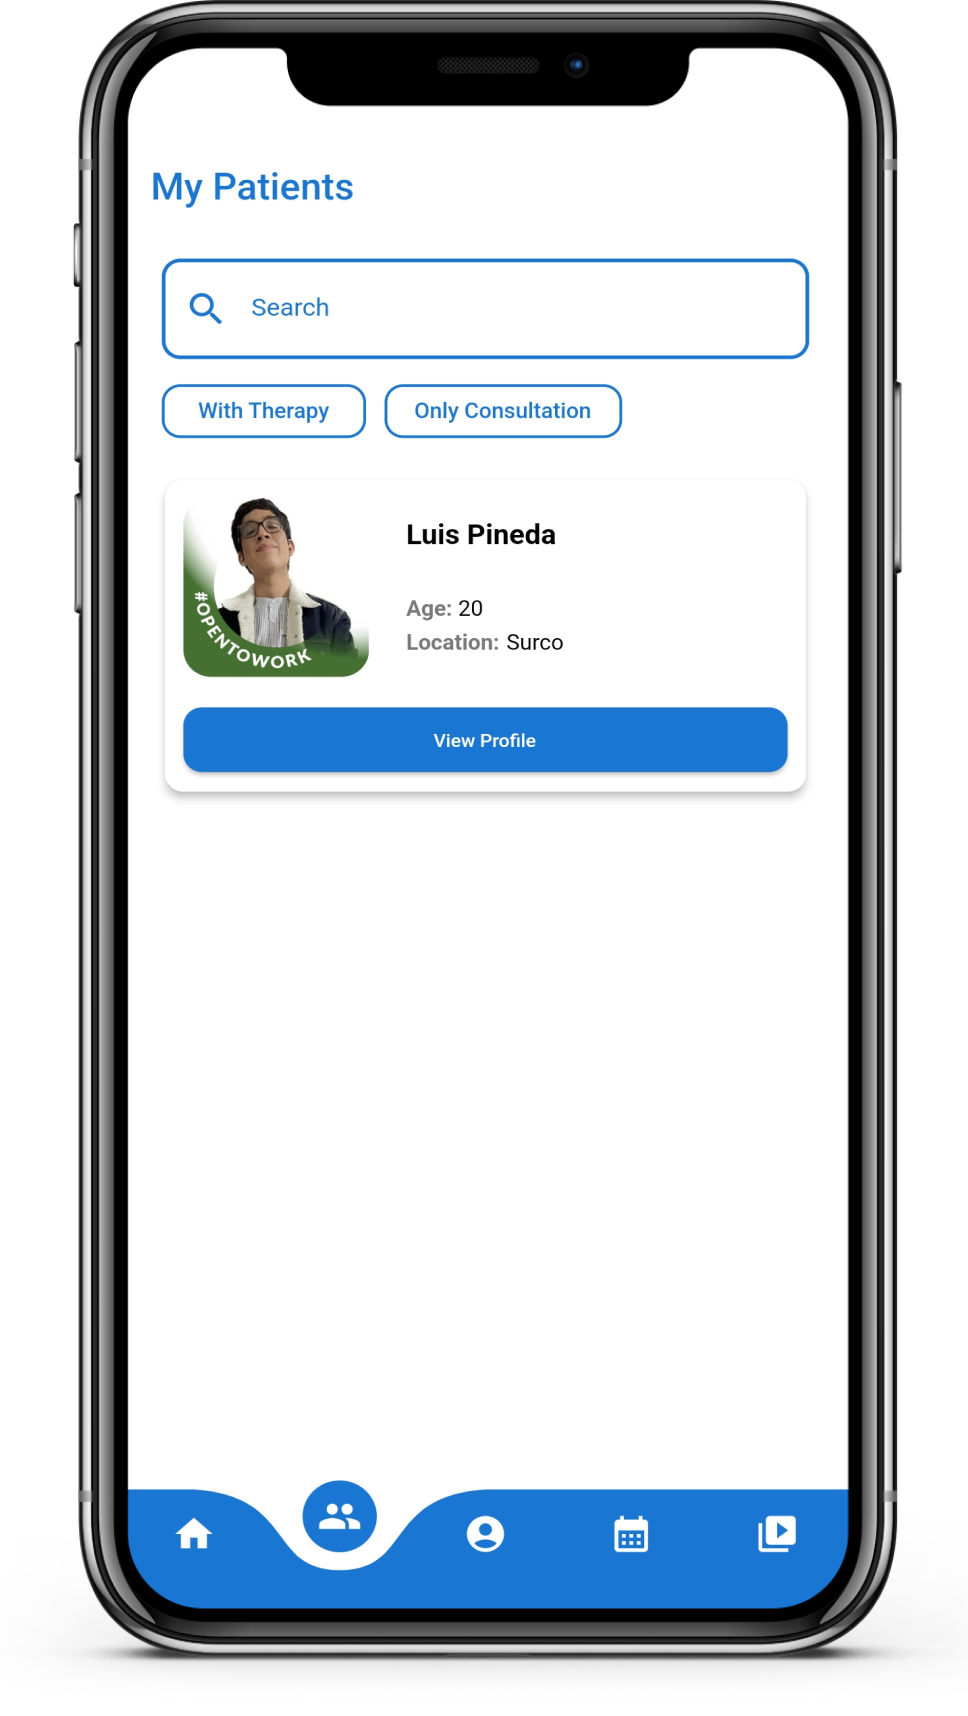 My Patients
Search
With Therapy
Only Consultation
Luis Pineda
#OPENTOWORK
Age: 20
Location: Surco
View Profile